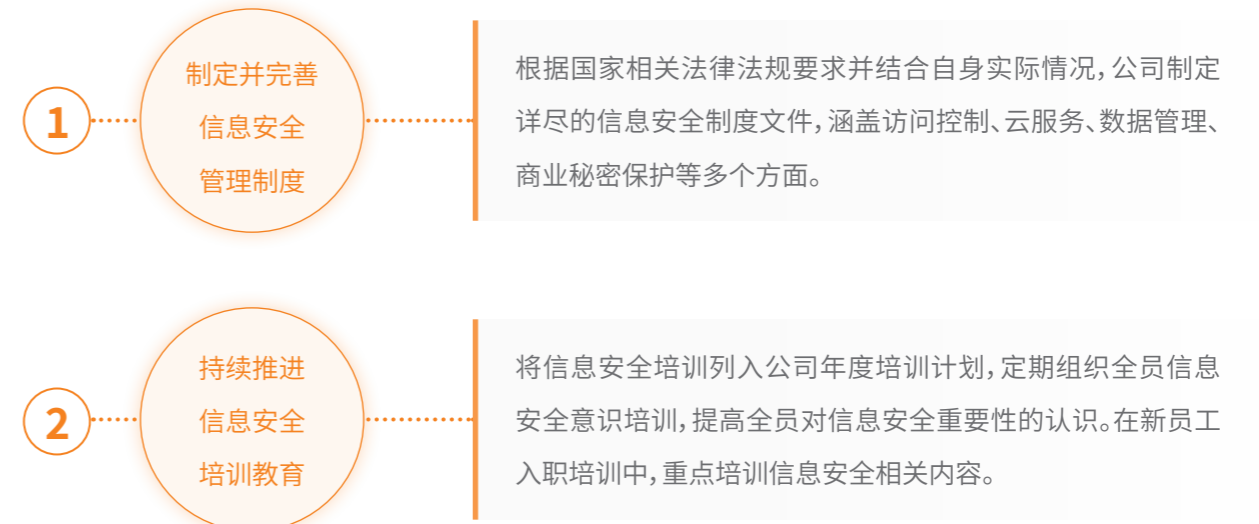 1
制定并完善
信息安全
管理制度
根据国家相关法律法规要求并结合自身实际情况，公司制定
详尽的信息安全制度文件，涵盖访问控制、云服务、数据管理、
商业秘密保护等多个方面。
2
持续推进
信息安全
培训教育
将信息安全培训列入公司年度培训计划，定期组织全员信息
安全意识培训，提高全员对信息安全重要性的认识。在新员工
入职培训中，重点培训信息安全相关内容。